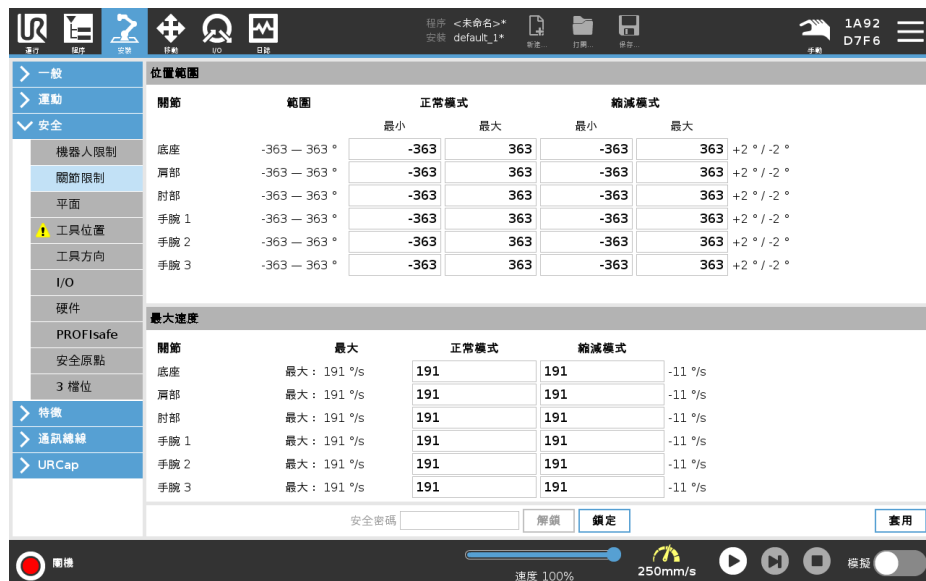 程序 <未命名>*
安装 default_1*
1A92
D7F6
運行 程序 安裝 移動 I/O 日誌 新建... 打開... 保存... 手動
一般
運動
安全
機器人限制
關節限制
平面
工具位置
工具方向
I/O
硬件
PROFIsafe
安全原點
3 檔位
特徵
通訊總線
URCap
位置範圍
關節 範圍 正常模式 縮減模式
最小 最大 最小 最大
底座 -363 — 363 ° -363 363 -363 363 +2 ° / -2 °
肩部 -363 — 363 ° -363 363 -363 363 +2 ° / -2 °
肘部 -363 — 363 ° -363 363 -363 363 +2 ° / -2 °
手腕 1 -363 — 363 ° -363 363 -363 363 +2 ° / -2 °
手腕 2 -363 — 363 ° -363 363 -363 363 +2 ° / -2 °
手腕 3 -363 — 363 ° -363 363 -363 363 +2 ° / -2 °
最大速度
關節 最大 正常模式 縮減模式
底座 最大： 191 °/s 191 191 -11 °/s
肩部 最大： 191 °/s 191 191 -11 °/s
肘部 最大： 191 °/s 191 191 -11 °/s
手腕 1 最大： 191 °/s 191 191 -11 °/s
手腕 2 最大： 191 °/s 191 191 -11 °/s
手腕 3 最大： 191 °/s 191 191 -11 °/s
安全密碼 解鎖 鎖定 套用
關機
速度 100%
250mm/s
模擬